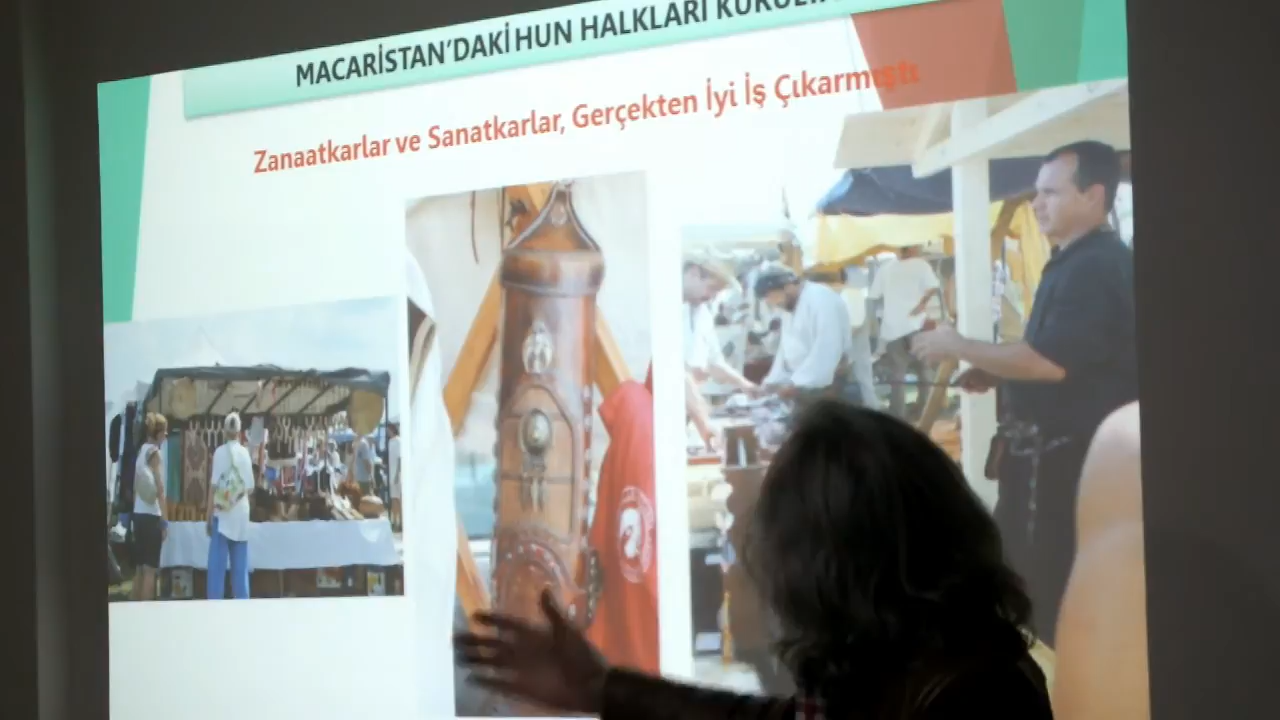 MACARİSTAN'DAKİ HUN HALKLARI
Zanaatkarlar ve Sanatkarlar, Gerçekten İyi İş Çıkarmıştı